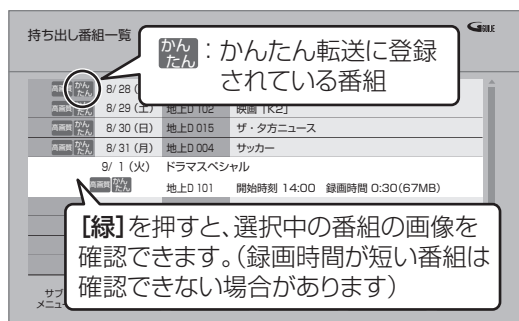 持ち出し番組一覧
GGUIDE
かんたん：かんたん転送に登録
されている番組
高画質 かんたん 8/28(
高画質 かんたん 8/29(土) 地上D 102 映画「K2」
高画質 かんたん 8/30(日) 地上D 015 ザ・夕方ニュース
高画質 かんたん 8/31(月) 地上D 004 サッカー
9/ 1(火) ドラマスペシャル
高画質 かんたん 地上D 101 開始時刻 14:00 録画時間 0:30(67MB)
[緑]を押すと、選択中の番組の画像を
確認できます。(録画時間が短い番組は
確認できない場合があります)
サブ
メニュー